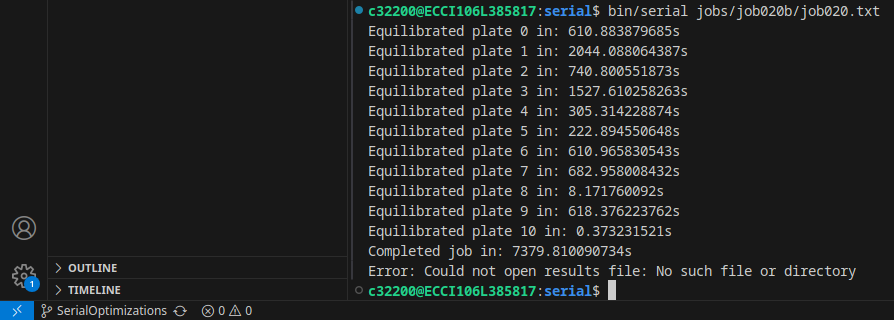 c32200@ECCI106L385817:serial$ bin/serial jobs/job020b/job020.txt
Equilibrated plate 0 in: 610.883879685s
Equilibrated plate 1 in: 2044.088064387s
Equilibrated plate 2 in: 740.800551873s
Equilibrated plate 3 in: 1527.610258263s
Equilibrated plate 4 in: 305.314228874s
Equilibrated plate 5 in: 222.894550648s
Equilibrated plate 6 in: 610.965830543s
Equilibrated plate 7 in: 682.958008432s
Equilibrated plate 8 in: 8.171760092s
Equilibrated plate 9 in: 618.376223762s
Equilibrated plate 10 in: 0.373231521s
Completed job in: 7379.810090734s
Error: Could not open results file: No such file or directory
c32200@ECCI106L385817:serial$
OUTLINE
TIMELINE
1
SerialOptimizations
0
0